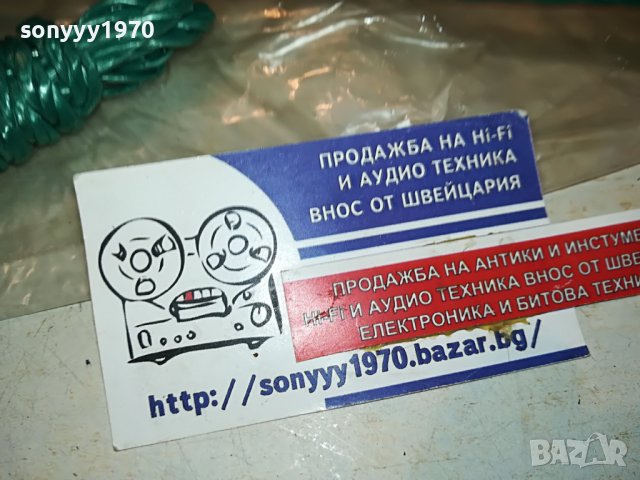 sonyyy1970
ПРОДАЖБА НА Hi-Fi
И АУДИО ТЕХНИКА
ВНОС ОТ ШВЕЙЦАРИЯ
ПРОДАЖБА НА АНТИКИ И ИНСТУМЕ
Hi-Fi И АУДИО ТЕХНИКА ВНОС ОТ ШВЕ
ЕЛЕКТРОНИКА И БИТОВА ТЕХНИ
http://sonyyy1970.bazar.bg/
sonyyy1970
BAZAR